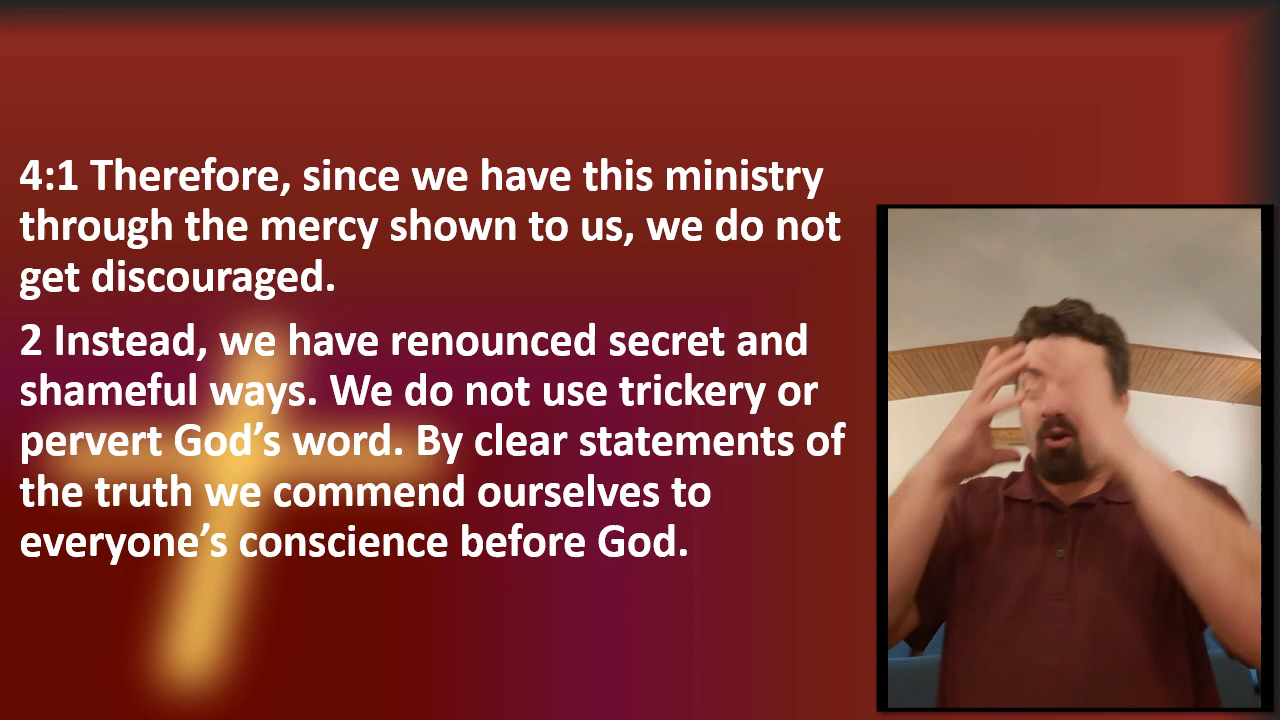 4:1 Therefore, since we have this ministry
through the mercy shown to us, we do not
get discouraged.
2 Instead, we have renounced secret and
shameful ways. We do not use trickery or
pervert God’s word. By clear statements of
the truth we commend ourselves to
everyone’s conscience before God.